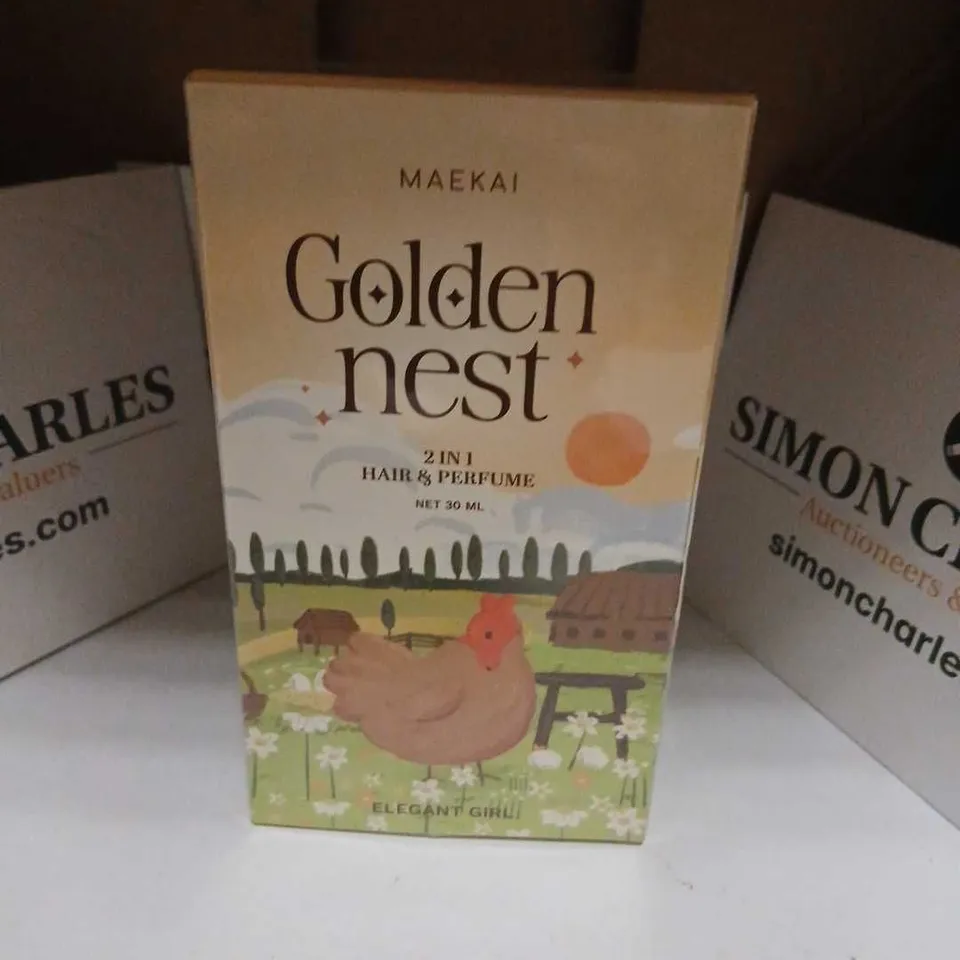 MAEKAI
Golden
nest
2 IN 1
HAIR & PERFUME
NET 30 ML
ELEGANT GIRL
ARLES
aluers
es.com
SIMON C
Auctioneers &
simoncharle